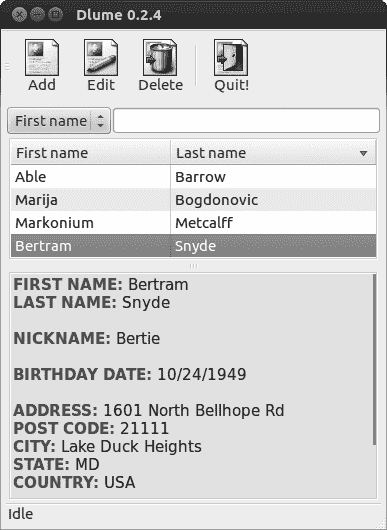 Dlume 0.2.4
Add Edit Delete Quit!
First name
First name Last name
Able Barrow
Marija Bogdonovic
Markonium Metcalff
Bertram Snyde
FIRST NAME: Bertram
LAST NAME: Snyde
NICKNAME: Bertie
BIRTHDAY DATE: 10/24/1949
ADDRESS: 1601 North Bellhope Rd
POST CODE: 21111
CITY: Lake Duck Heights
STATE: MD
COUNTRY: USA
Idle